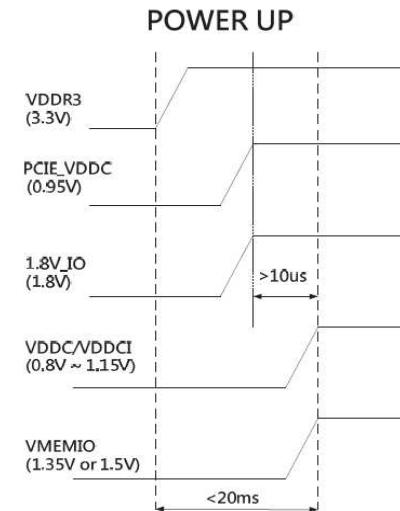 POWER UP
VDDR3
(3.3V)
PCIE_VDDC
(0.95V)
1.8V_IO
(1.8V)
>10us
VDDC/VDDCI
(0.8V ~ 1.15V)
VMEMIO
(1.35V or 1.5V)
<20ms